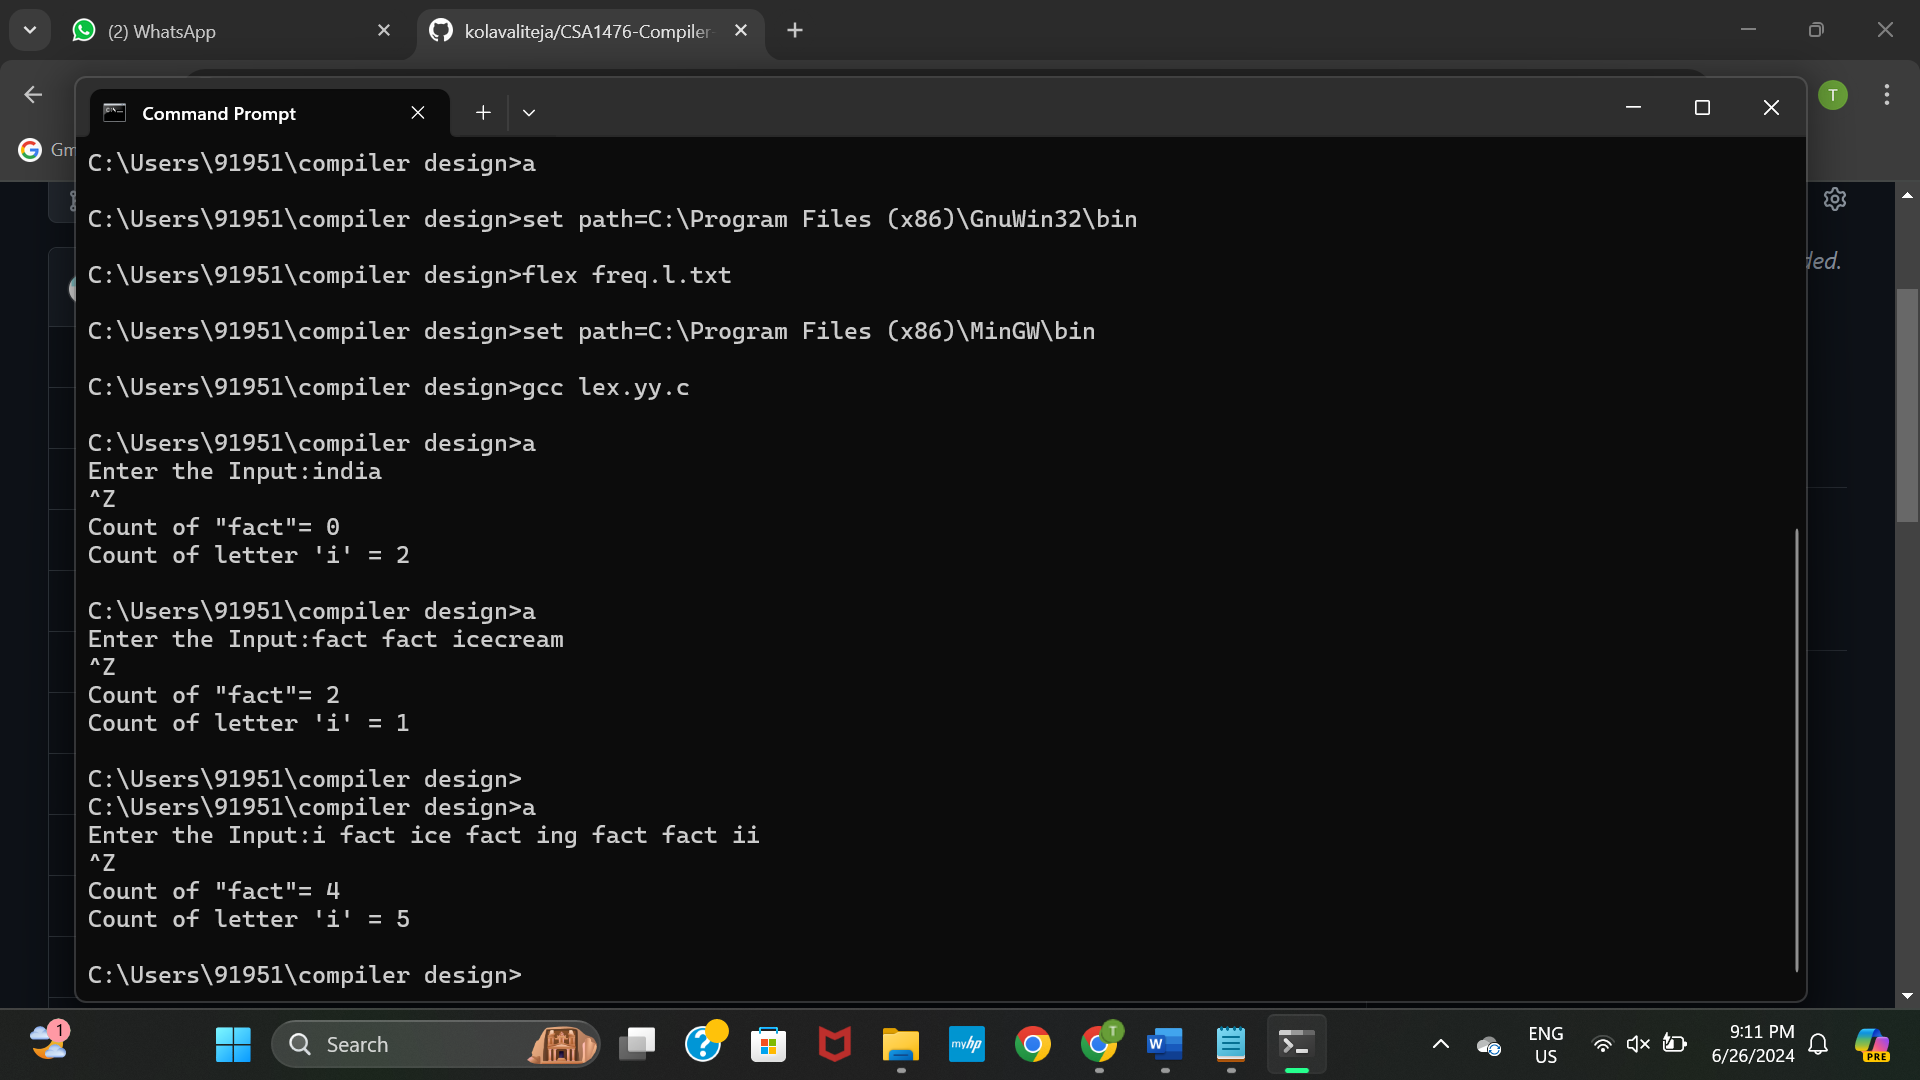 (2) WhatsApp
kolavaliteja/CSA1476-Compiler-
T
Command Prompt
Gm
C:\Users\91951\compiler design>a
C:\Users\91951\compiler design>set path=C:\Program Files (x86)\GnuWin32\bin
ded.
C:\Users\91951\compiler design>flex freq.l.txt
C:\Users\91951\compiler design>set path=C:\Program Files (x86)\MinGW\bin
C:\Users\91951\compiler design>gcc lex.yy.c
C:\Users\91951\compiler design>a
Enter the Input:india
^Z
Count of "fact"= 0
Count of letter 'i' = 2
C:\Users\91951\compiler design>a
Enter the Input:fact fact icecream
^Z
Count of "fact"= 2
Count of letter 'i' = 1
C:\Users\91951\compiler design>
C:\Users\91951\compiler design>a
Enter the Input:i fact ice fact ing fact fact ii
^Z
Count of "fact"= 4
Count of letter 'i' = 5
C:\Users\91951\compiler design>
1
Search
myhp
T
W
ENG
US
9:11 PM
6/26/2024
PRE